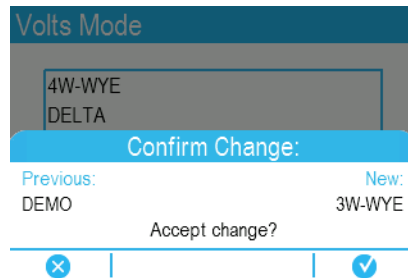 Volts Mode
4W-WYE
DELTA
Confirm Change:
Previous: New:
DEMO 3W-WYE
Accept change?